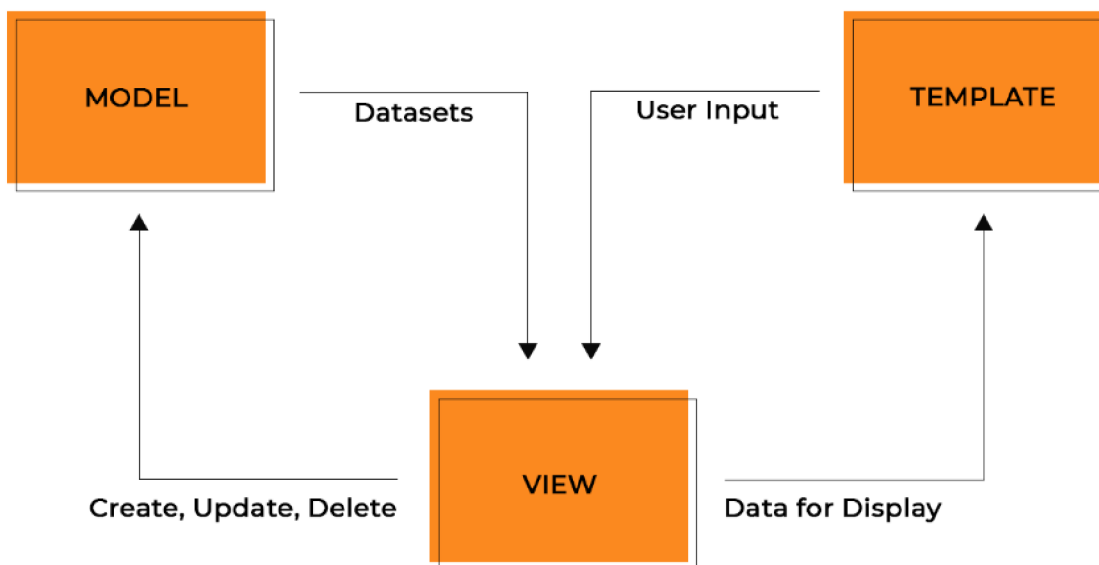 MODEL
Datasets
User Input
TEMPLATE
VIEW
Create, Update, Delete
Data for Display